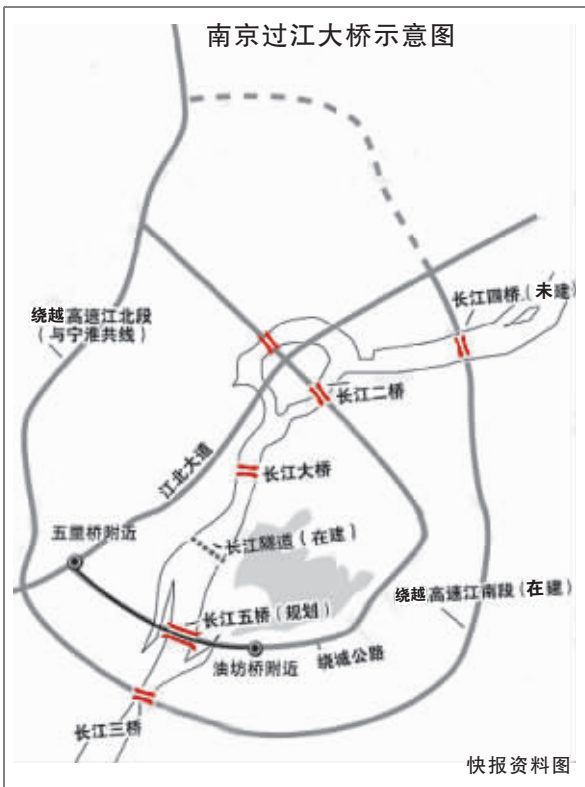 南京过江大桥示意图
长江四桥(未建)
绕越高速江北段
(与宁淮共线)
长江二桥
江北大道
长江大桥
五里桥附近
长江隧道(在建)
绕越高速江南段(在建)
长江五桥(规划)
绕城公路
油坊桥附近
长江三桥
快报资料图